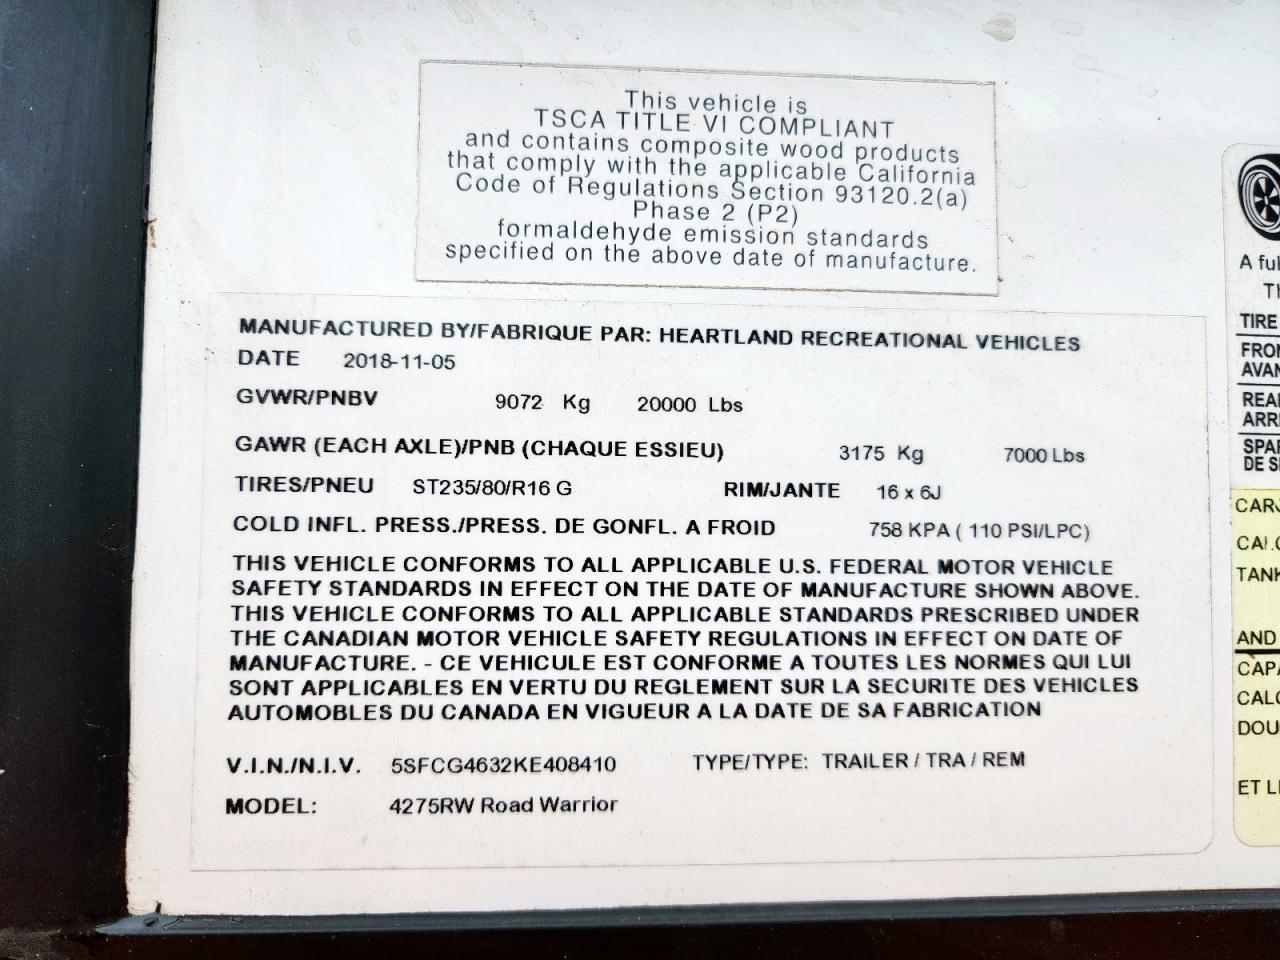 This vehicle is
TSCA TITLE VI COMPLIANT
and contains composite wood products
that comply with the applicable California
Code of Regulations Section 93120.2(a)
Phase 2 (P2)
formaldehyde emission standards
specified on the above date of manufacture.
MANUFACTURED BY/FABRIQUE PAR: HEARTLAND RECREATIONAL VEHICLES
DATE 2018-11-05
GVWR/PNBV 9072 Kg 20000 Lbs
GAWR (EACH AXLE)/PNB (CHAQUE ESSIEU) 3175 Kg 7000 Lbs
TIRES/PNEU ST235/80/R16 G RIM/JANTE 16 x 6J
COLD INFL. PRESS./PRESS. DE GONFL. A FROID 758 KPA ( 110 PSI/LPC)
THIS VEHICLE CONFORMS TO ALL APPLICABLE U.S. FEDERAL MOTOR VEHICLE
SAFETY STANDARDS IN EFFECT ON THE DATE OF MANUFACTURE SHOWN ABOVE.
THIS VEHICLE CONFORMS TO ALL APPLICABLE STANDARDS PRESCRIBED UNDER
THE CANADIAN MOTOR VEHICLE SAFETY REGULATIONS IN EFFECT ON DATE OF
MANUFACTURE. - CE VEHICULE EST CONFORME A TOUTES LES NORMES QUI LUI
SONT APPLICABLES EN VERTU DU REGLEMENT SUR LA SECURITE DES VEHICLES
AUTOMOBLES DU CANADA EN VIGUEUR A LA DATE DE SA FABRICATION
V.I.N./N.I.V. 5SFCG4632KE408410 TYPE/TYPE: TRAILER / TRA / REM
MODEL: 4275RW Road Warrior
A
TIRE
TANK
AND
ET